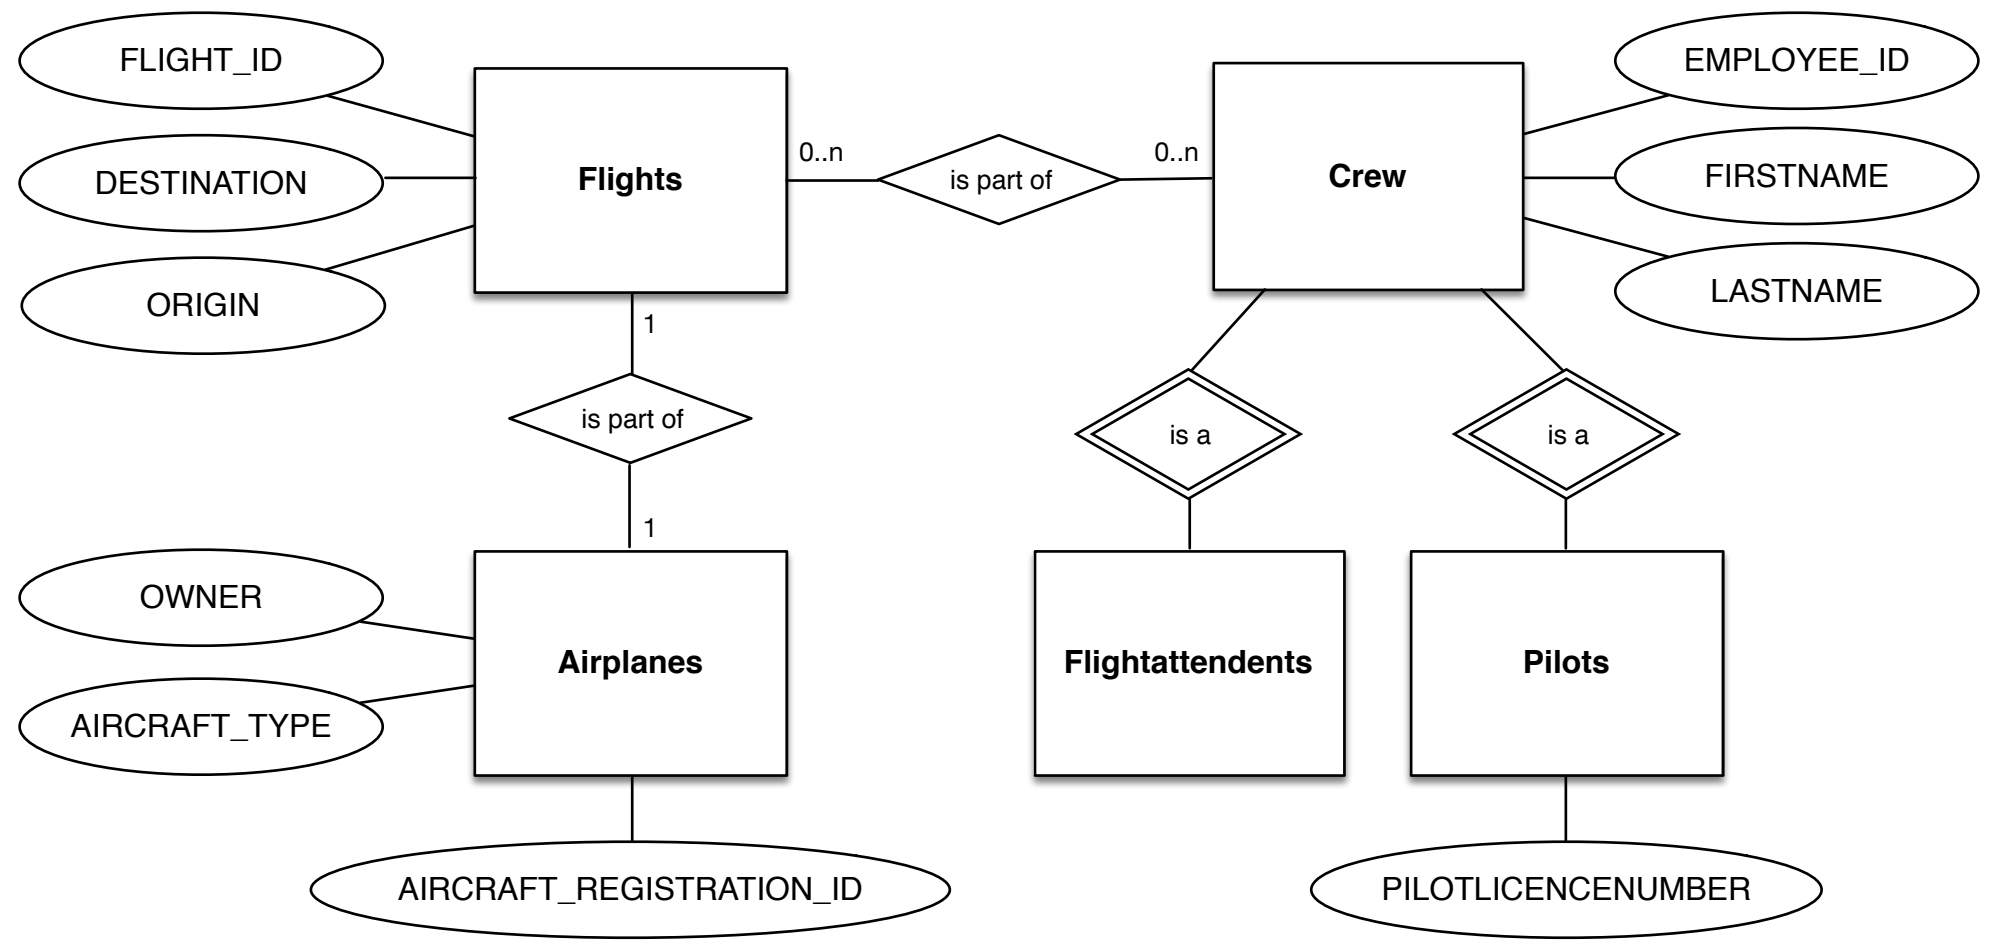 FLIGHT_ID
EMPLOYEE_ID
DESTINATION
Flights
0..n
is part of
0..n
Crew
FIRSTNAME
ORIGIN
LASTNAME
1
is part of
is a
is a
1
OWNER
Airplanes
Flightattendents
Pilots
AIRCRAFT_TYPE
AIRCRAFT_REGISTRATION_ID
PILOTLICENCENUMBER